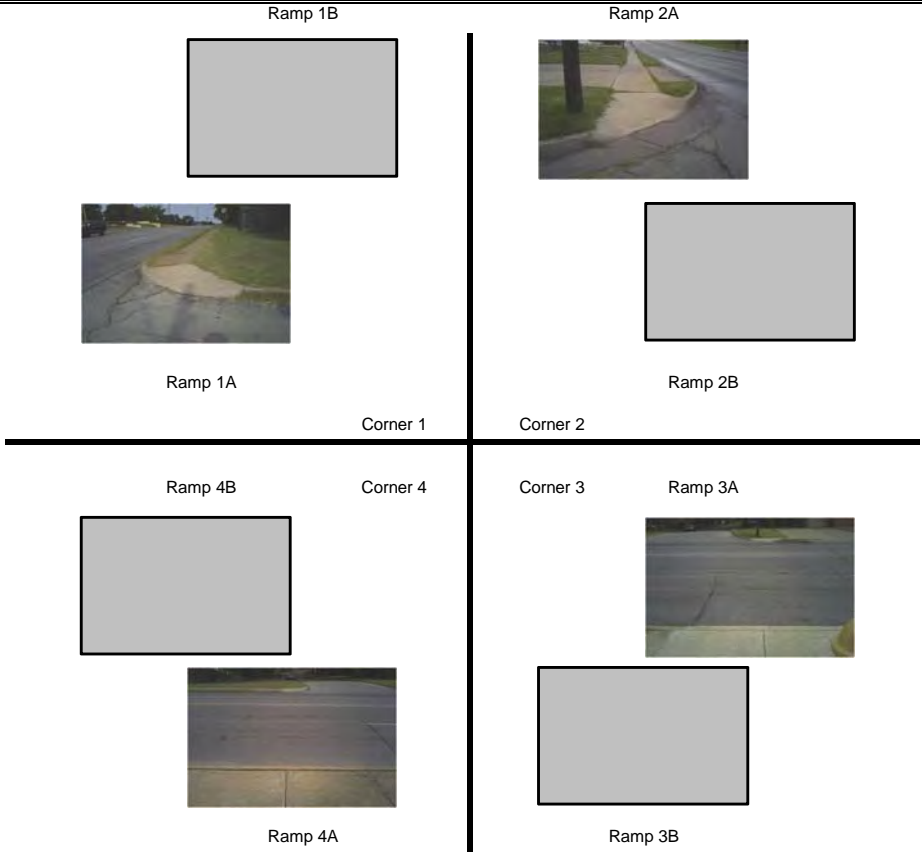 Ramp 1B Ramp 2A
Ramp 1A Ramp 2B
Corner 1 Corner 2
Ramp 4B Corner 4 Corner 3 Ramp 3A
Ramp 4A Ramp 3B